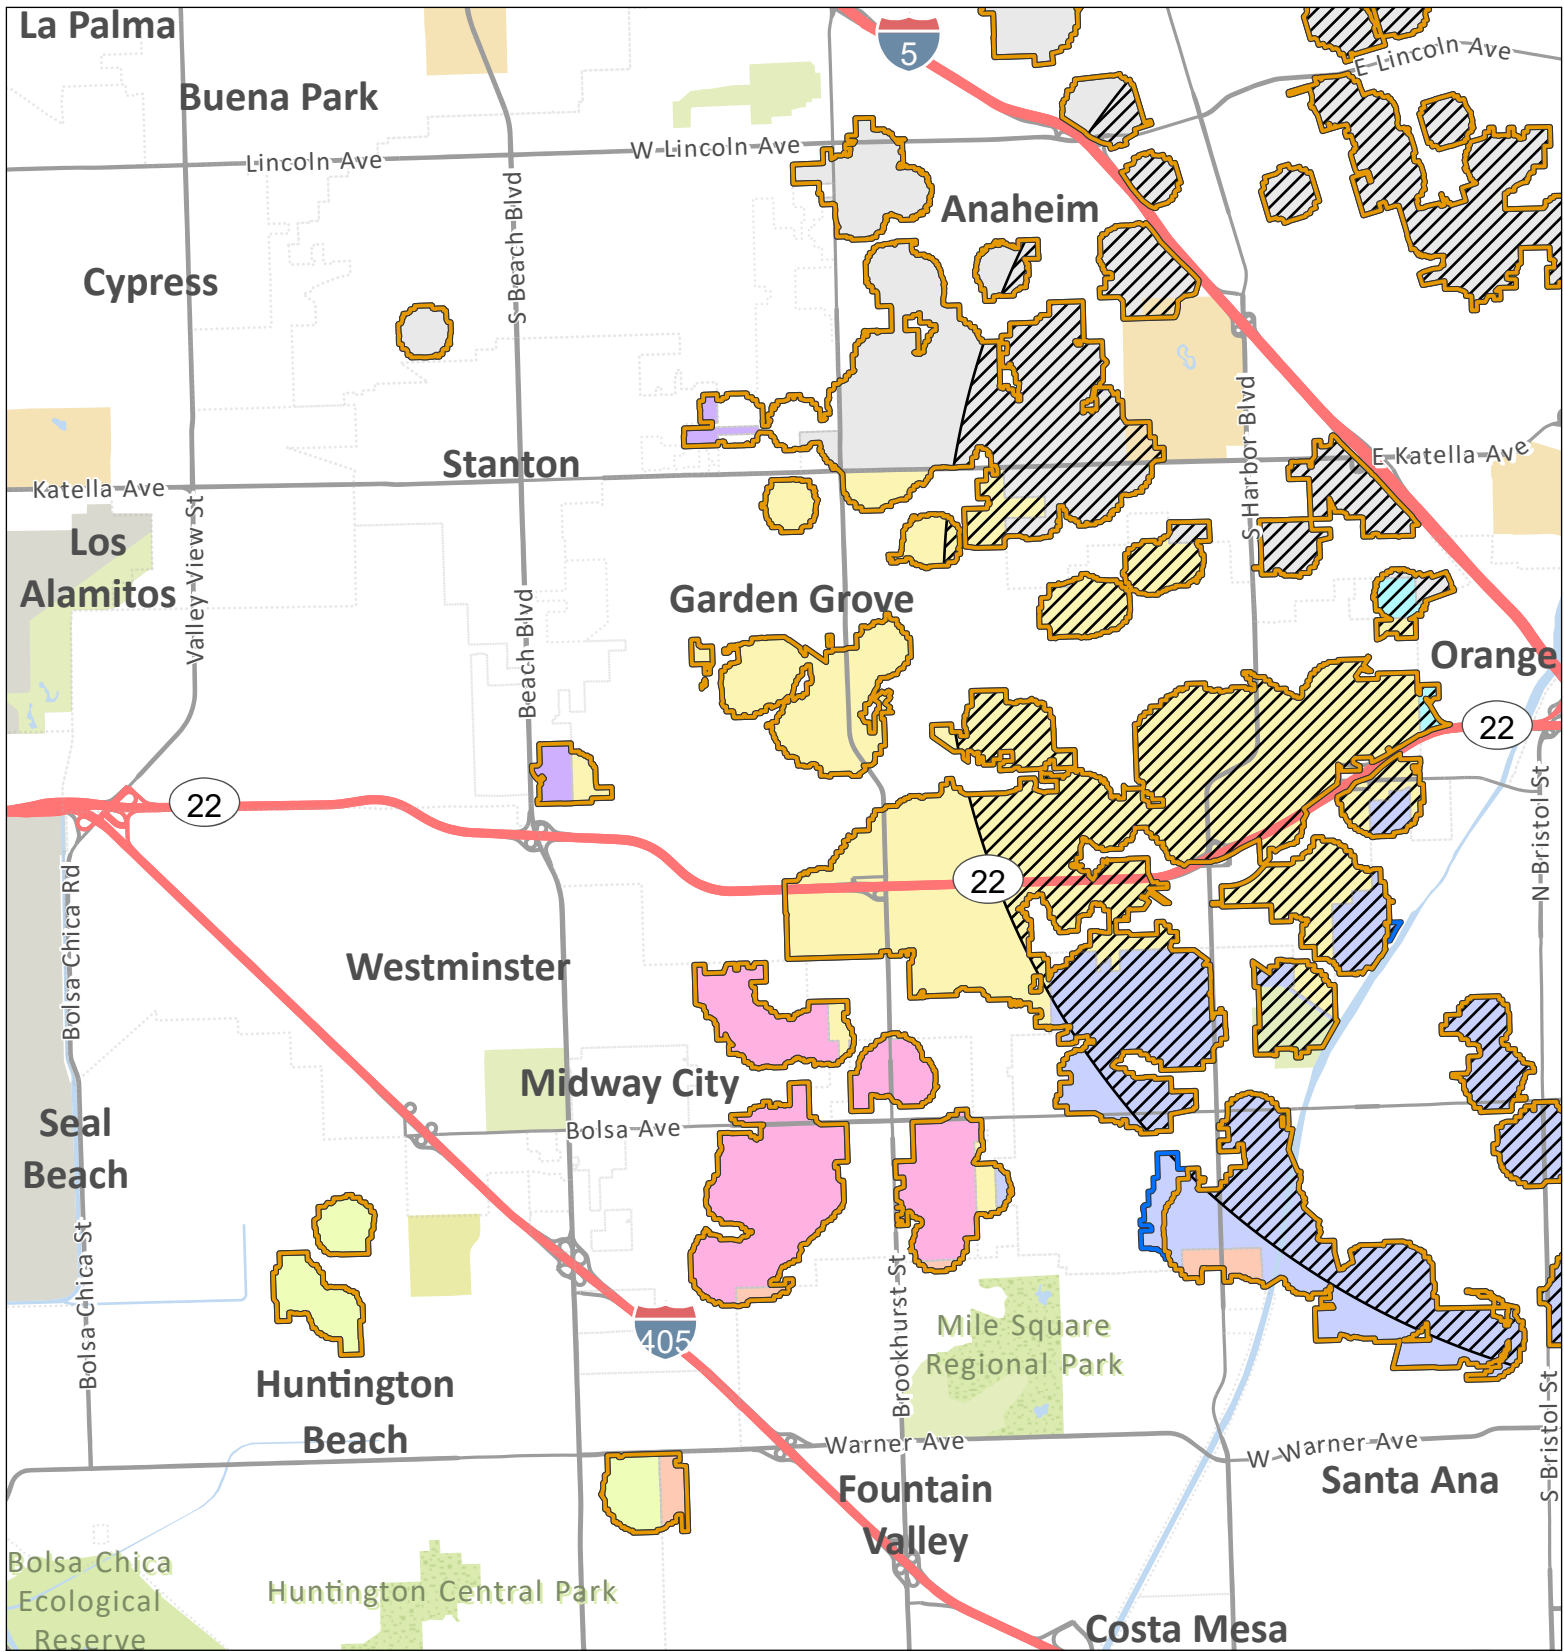 La Palma
5
E Lincoln Ave
Buena Park
Lincoln Ave
W Lincoln Ave
S Beach Blvd
Anaheim
Cypress
Stanton
S Harbor Blvd
E Katella Ave
Katella Ave
Los
Alamitos
Valley View St
Beach Blvd
Garden Grove
Orange
22
22
22
N Bristol St
Bolsa Chica Rd
Westminster
Midway City
Bolsa Ave
Seal
Beach
Bolsa Chica St
Brookhurst St
405
Mile Square
Regional Park
Huntington
Beach
Warner Ave
W Warner Ave
S Bristol St
Santa Ana
Fountain
Valley
Bolsa Chica
Ecological
Reserve
Huntington Central Park
Costa Mesa